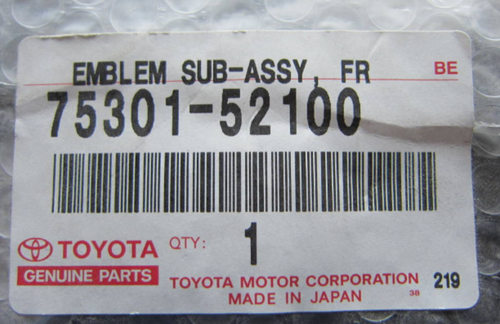 EMBLEM SUB-ASSY, FR BE
75301-52100
TOYOTA QTY: 1
GENUINE PARTS
TOYOTA MOTOR CORPORATION 219
MADE IN JAPAN 38